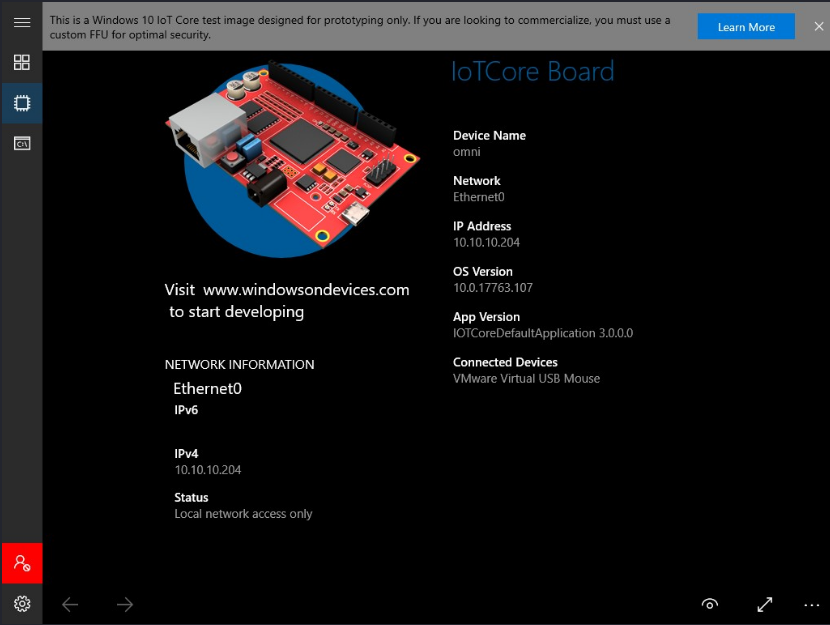 This is a Windows 10 IoT Core test image designed for prototyping only. If you are looking to commercialize, you must use a
custom FFU for optimal security.
Learn More
IoTCore Board
Device Name
omni
Network
Ethernet0
IP Address
10.10.10.204
OS Version
10.0.17763.107
App Version
IOTCoreDefaultApplication 3.0.0.0
Connected Devices
VMware Virtual USB Mouse
Visit www.windowsondevices.com
to start developing
NETWORK INFORMATION
Ethernet0
IPv6
IPv4
10.10.10.204
Status
Local network access only